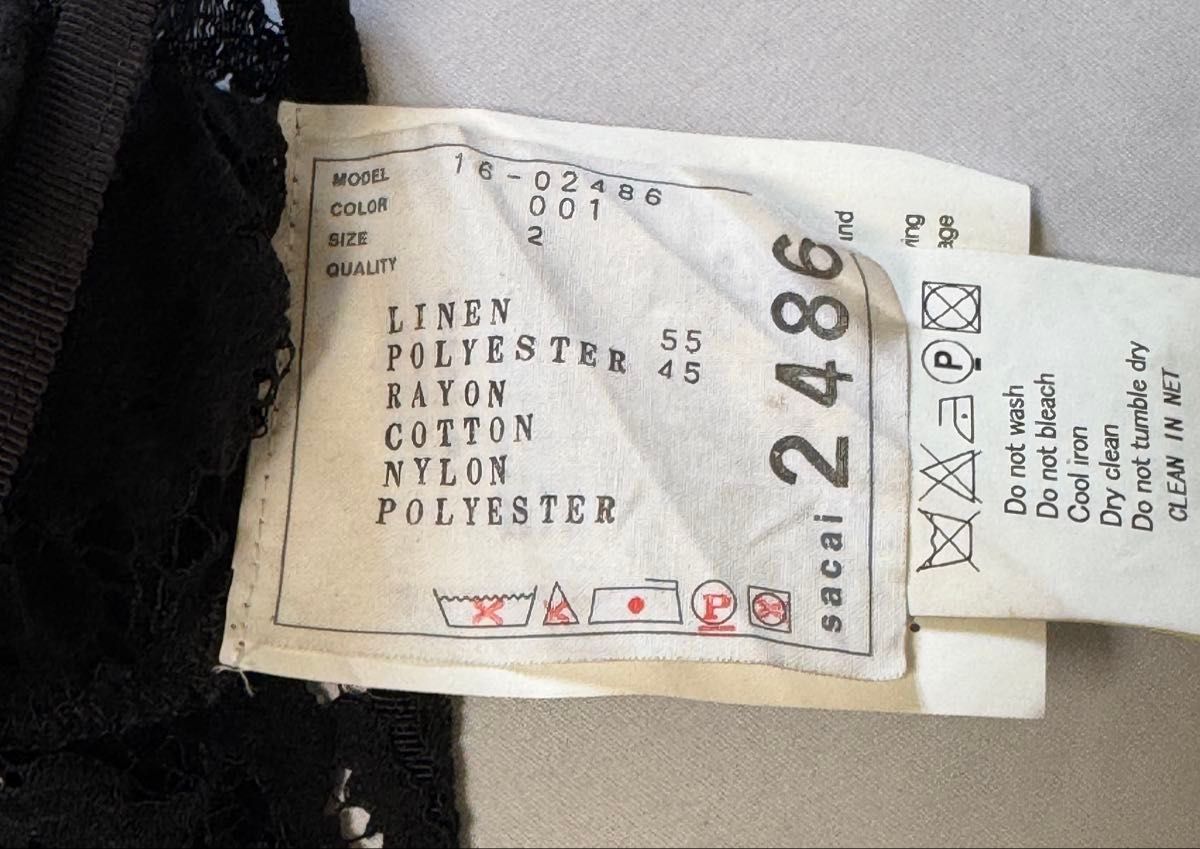 MODEL 16-02486
COLOR 001
SIZE 2
QUALITY
LINEN 55
POLYESTER 45
RAYON
COTTON
NYLON
POLYESTER
P
sacai 2486
P
Do not wash
Do not bleach
Cool iron
Dry clean
Do not tumble dry
CLEAN IN NET